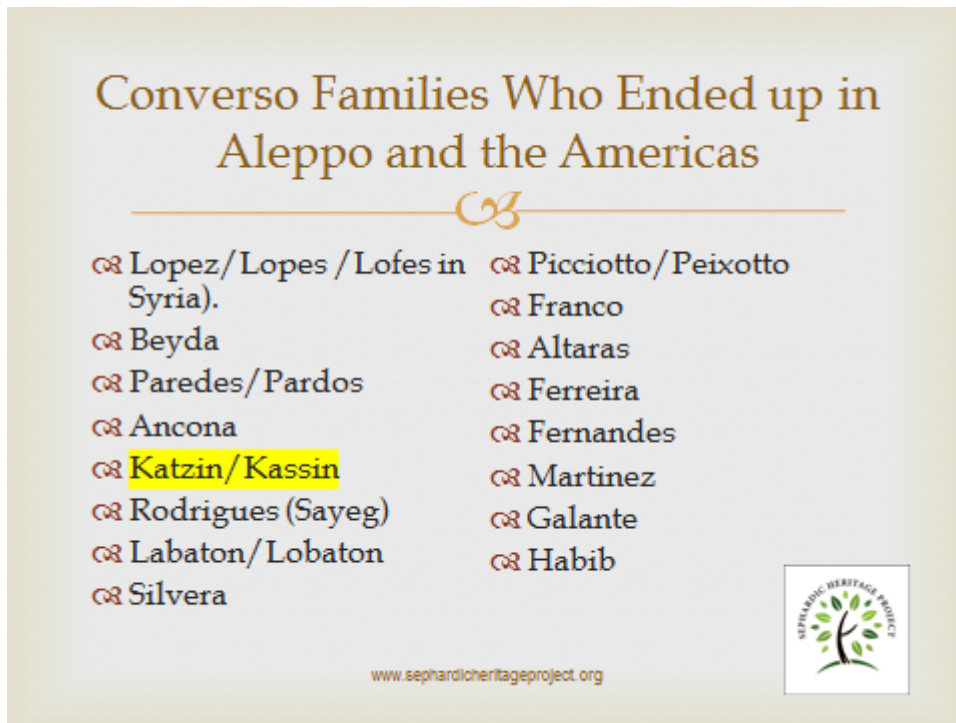 Converso Families Who Ended up in
Aleppo and the Americas
Lopez/Lopes /Lofes in
Syria).
Beyda
Paredes/Pardos
Ancona
Katzin/Kassin
Rodrigues (Sayeg)
Labaton/Lobaton
Silvera
Picciotto/Peixotto
Franco
Altaras
Ferreira
Fernandes
Martinez
Galante
Habib
SEPHARDIC HERITAGE PROJECT
www.sephardicheritageproject.org